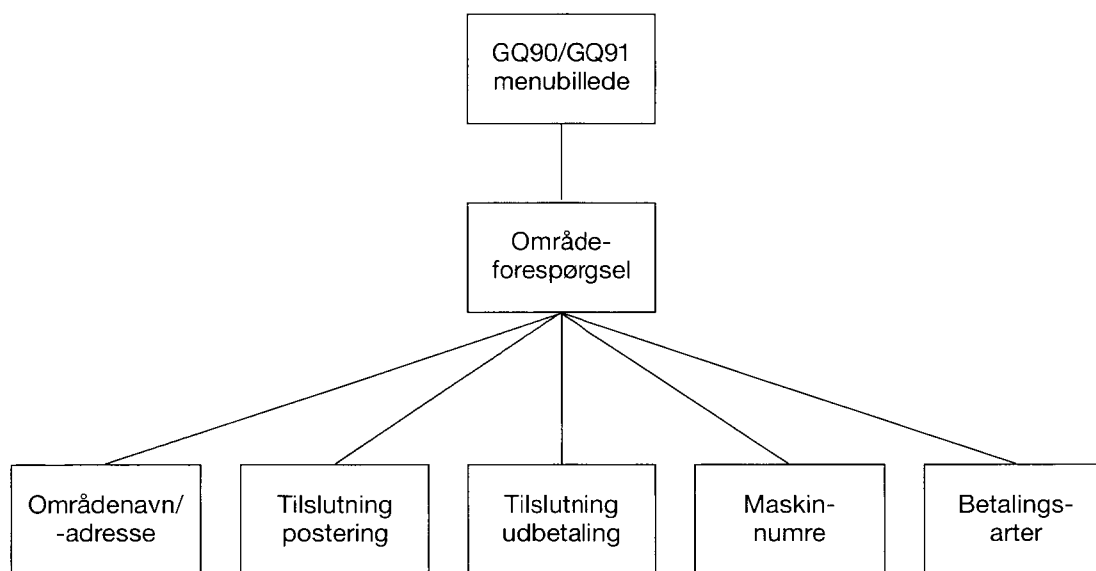 GQ90/GQ91
menubillede
Område-
forespørgsel
Områdenavn/
-adresse
Tilslutning
postering
Tilslutning
udbetaling
Maskin-
numre
Betalings-
arter